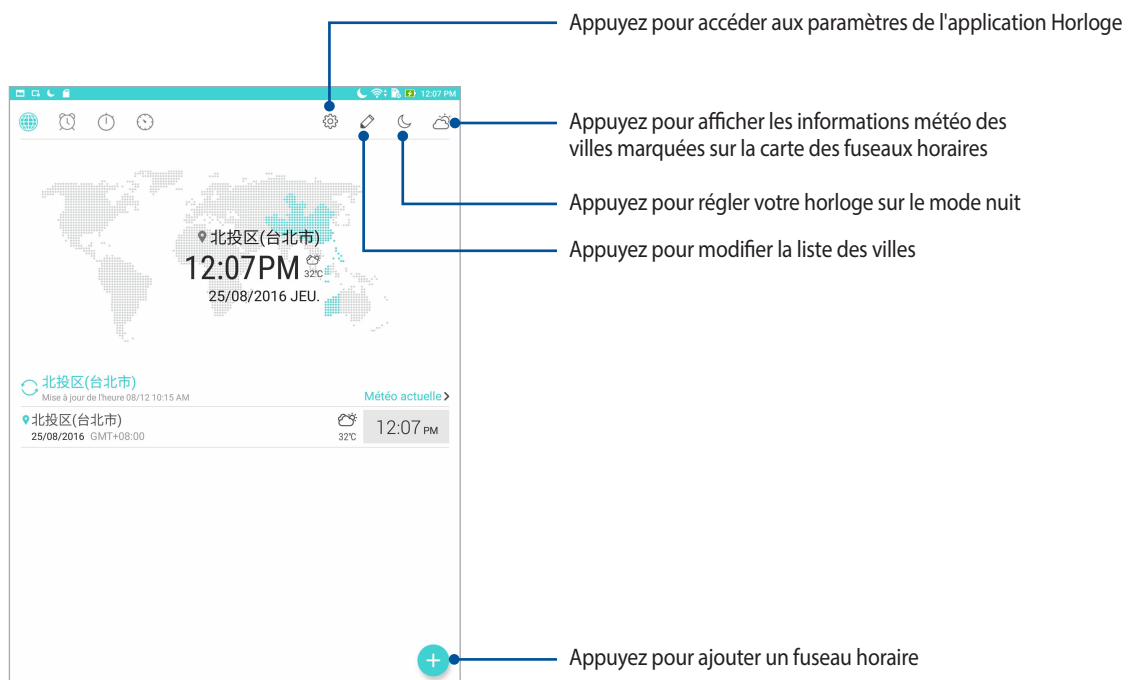 Appuyez pour accéder aux paramètres de l'application Horloge
12:07 PM
Appuyez pour afficher les informations météo des
villes marquées sur la carte des fuseaux horaires
Appuyez pour régler votre horloge sur le mode nuit
Appuyez pour modifier la liste des villes
北投区(台北市)
12:07PM
32℃
25/08/2016 JEU.
北投区(台北市)
Mise à jour de l'heure 08/12 10:15 AM
Météo actuelle
北投区(台北市)
25/08/2016 GMT+08:00
32℃
12:07 PM
Appuyez pour ajouter un fuseau horaire